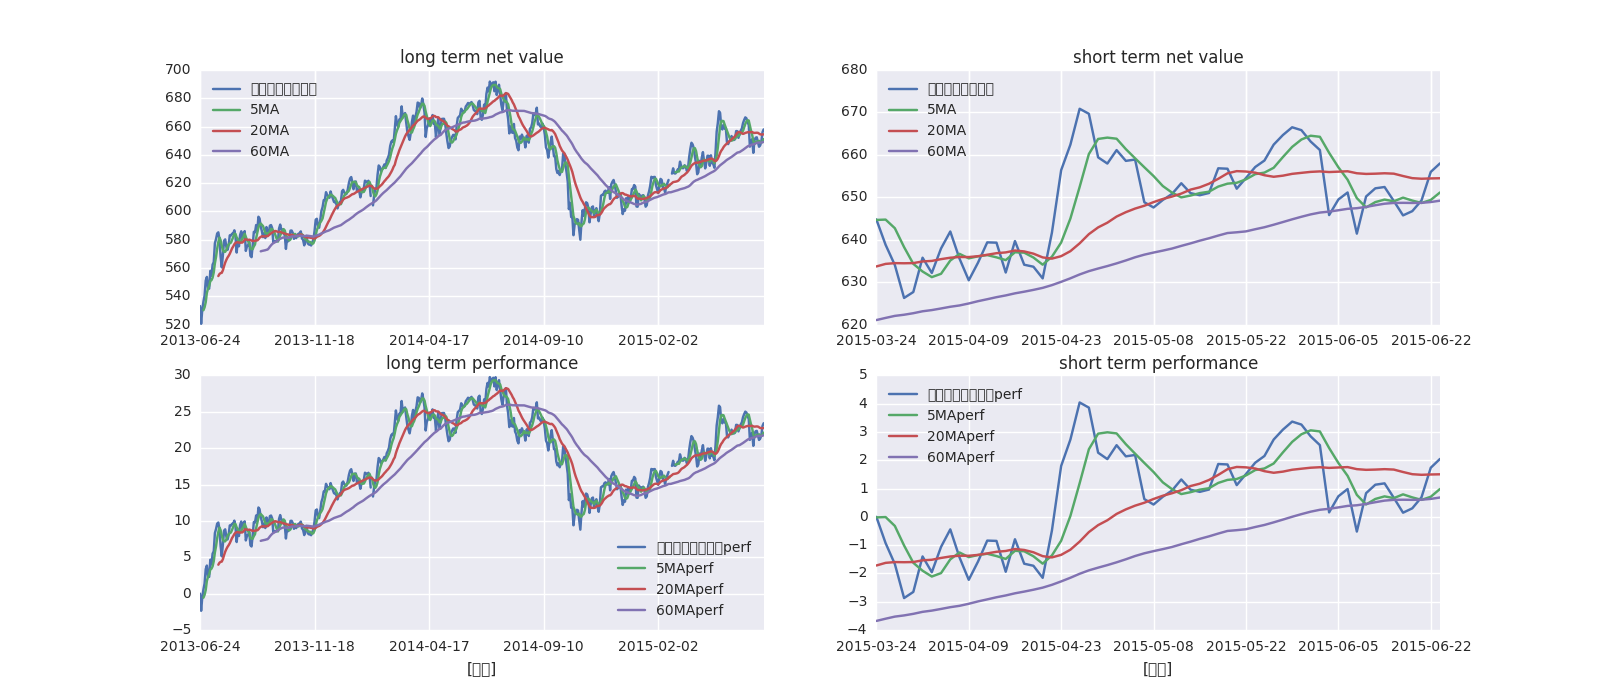 long term net value
700
680
660
640
620
600
580
560
540
520
5MA
20MA
60MA
2013-06-24 2013-11-18 2014-04-17 2014-09-10 2015-02-02
short term net value
680
670
660
650
640
630
620
5MA
20MA
60MA
2015-03-24 2015-04-09 2015-04-23 2015-05-08 2015-05-22 2015-06-05 2015-06-22
long term performance
30
25
20
15
10
5
0
−5
perf
5MAperf
20MAperf
60MAperf
2013-06-24 2013-11-18 2014-04-17 2014-09-10 2015-02-02
short term performance
5
4
3
2
1
0
−1
−2
−3
−4
perf
5MAperf
20MAperf
60MAperf
2015-03-24 2015-04-09 2015-04-23 2015-05-08 2015-05-22 2015-06-05 2015-06-22